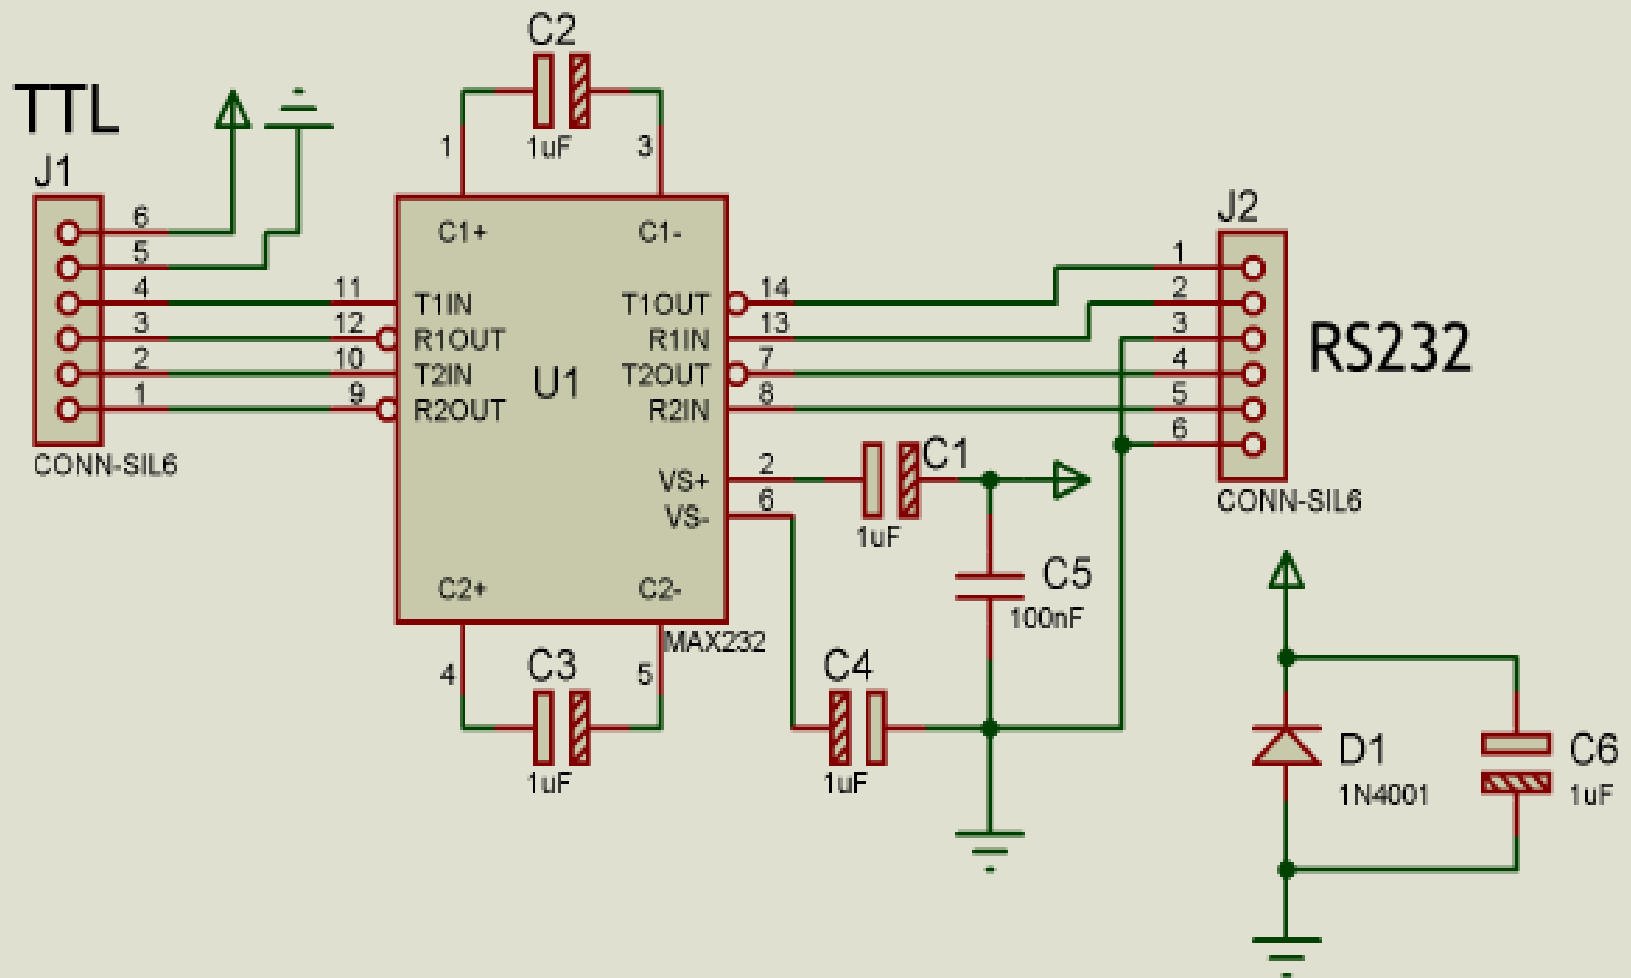 C2
1uF
TTL
J1
1
3
6
5
4
3
2
1
CONN-SIL6
11
12
10
9
C1+
C1-
T1IN
R1OUT
T2IN
R2OUT
U1
T1OUT
R1IN
T2OUT
R2IN
VS+
VS-
C2+
C2-
MAX232
14
13
7
8
2
6
J2
1
2
3
4
5
6
RS232
CONN-SIL6
C1
1uF
C5
100nF
4
C3
5
1uF
C4
1uF
D1
1N4001
C6
1uF